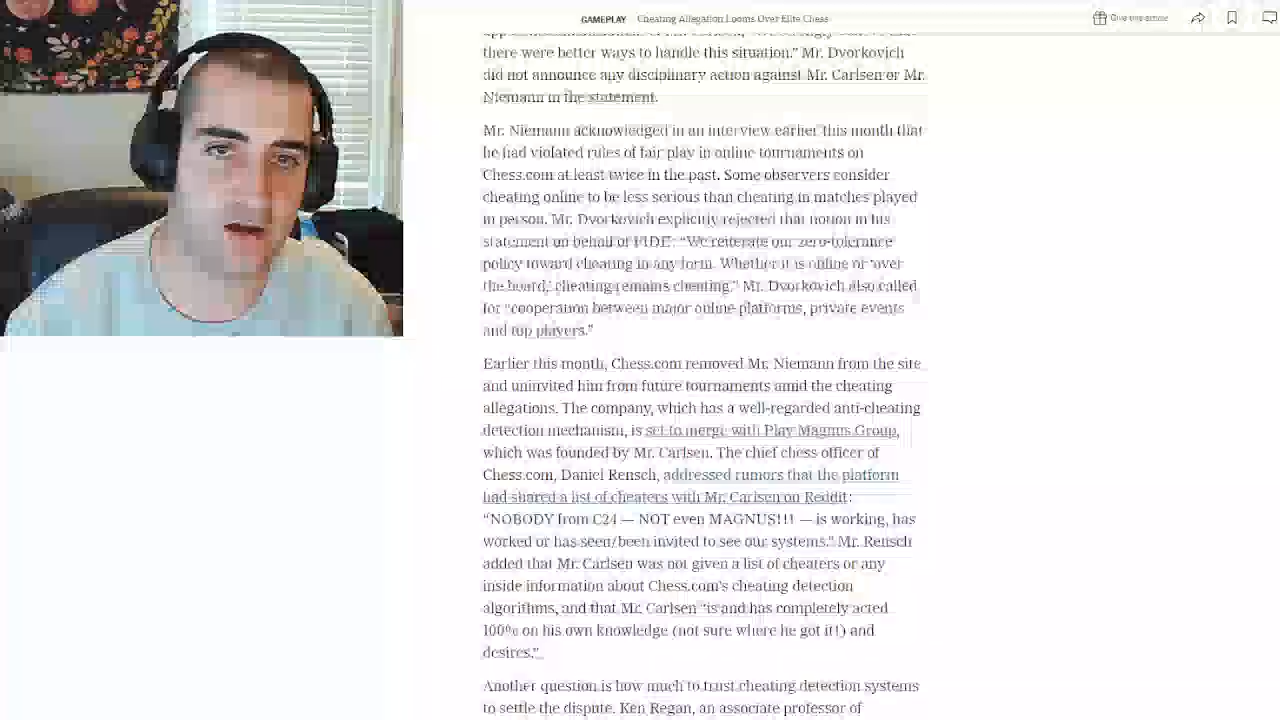 GAMEPLAY Cheating Allegation Looms Over Elite Chess
Give this article
there were better ways to handle this situation.” Mr. Dvorkovich
did not announce any disciplinary action against Mr. Carlsen or Mr.
Niemann in the statement.
Mr. Niemann acknowledged in an interview earlier this month that
he had violated rules of fair play in online tournaments on
Chess.com at least twice in the past. Some observers consider
cheating online to be less serious than cheating in matches played
in person. Mr. Dvorkovich explicitly rejected that notion in his
statement on behalf of FIDE: “We reiterate our zero-tolerance
policy toward cheating in any form. Whether it is online or ‘over
the board,’ cheating remains cheating.” Mr. Dvorkovich also called
for “cooperation between major online platforms, private events
and top players.”
Earlier this month, Chess.com removed Mr. Niemann from the site
and uninvited him from future tournaments amid the cheating
allegations. The company, which has a well-regarded anti-cheating
detection mechanism, is set to merge with Play Magnus Group,
which was founded by Mr. Carlsen. The chief chess officer of
Chess.com, Daniel Rensch, addressed rumors that the platform
had shared a list of cheaters with Mr. Carlsen on Reddit:
“NOBODY from C24 — NOT even MAGNUS!!! — is working, has
worked or has seen/been invited to see our systems.” Mr. Rensch
added that Mr. Carlsen was not given a list of cheaters or any
inside information about Chess.com’s cheating detection
algorithms, and that Mr. Carlsen “is and has completely acted
100% on his own knowledge (not sure where he got it!) and
desires.”
Another question is how much to trust cheating detection systems
to settle the dispute. Ken Regan, an associate professor of